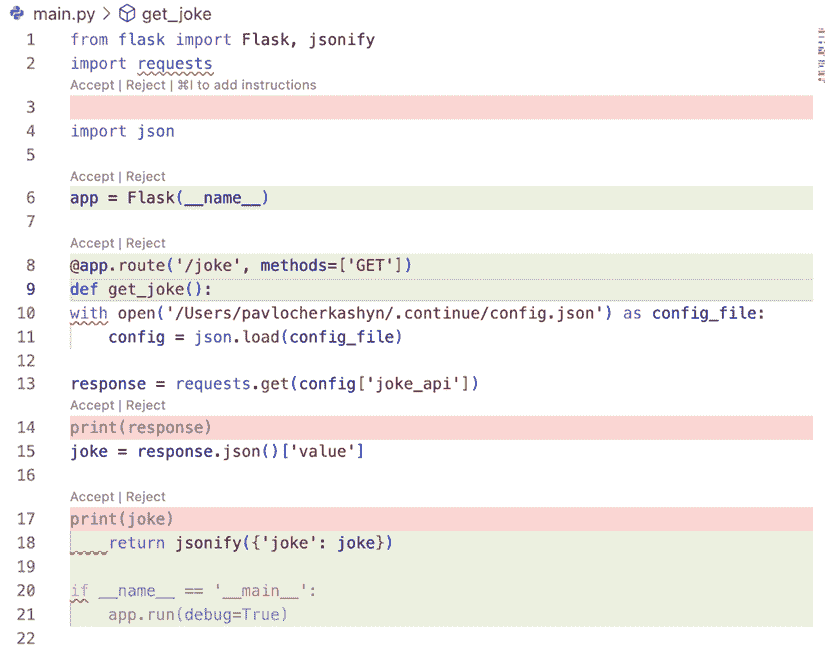 main.py > get_joke
1 from flask import Flask, jsonify
2 import requests
Accept | Reject | ⌘I to add instructions
3
4 import json
5
Accept | Reject
6 app = Flask(__name__)
7
Accept | Reject
8 @app.route('/joke', methods=['GET'])
9 def get_joke():
10 with open('/Users/pavlocherkashyn/.continue/config.json') as config_file:
11     config = json.load(config_file)
12
13 response = requests.get(config['joke_api'])
Accept | Reject
14 print(response)
15 joke = response.json()['value']
16
Accept | Reject
17 print(joke)
18     return jsonify({'joke': joke})
19
20 if __name__ == '__main__':
21     app.run(debug=True)
22